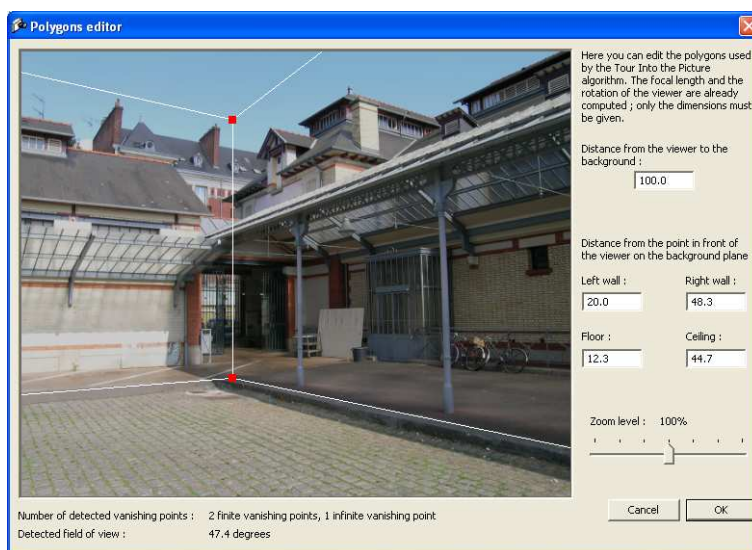 Polygons editor
Here you can edit the polygons used
by the Tour Into the Picture
algorithm. The focal length and the
rotation of the viewer are already
computed ; only the dimensions must
be given.
Distance from the viewer to the
background :
100.0
Distance from the point in front of
the viewer on the background plane
Left wall : Right wall :
20.0 48.3
Floor : Ceiling :
12.3 44.7
Zoom level : 100%
Number of detected vanishing points : 2 finite vanishing points, 1 infinite vanishing point
Detected field of view : 47.4 degrees
Cancel OK